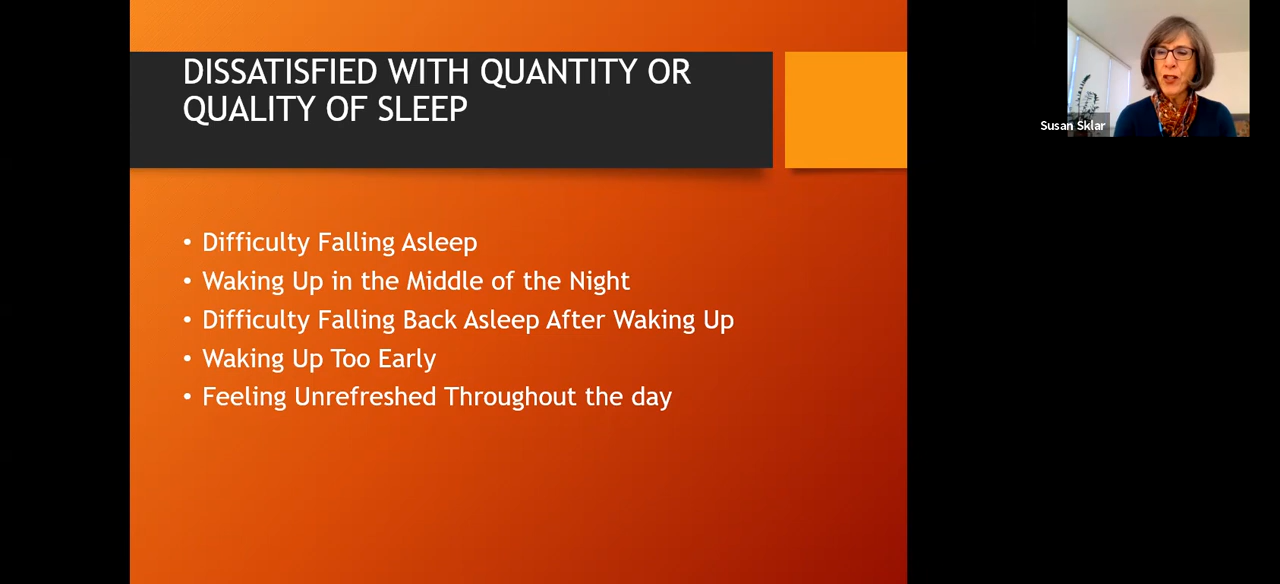 DISSATISFIED WITH QUANTITY OR
QUALITY OF SLEEP
• Difficulty Falling Asleep
• Waking Up in the Middle of the Night
• Difficulty Falling Back Asleep After Waking Up
• Waking Up Too Early
• Feeling Unrefreshed Throughout the day
Susan Sklar